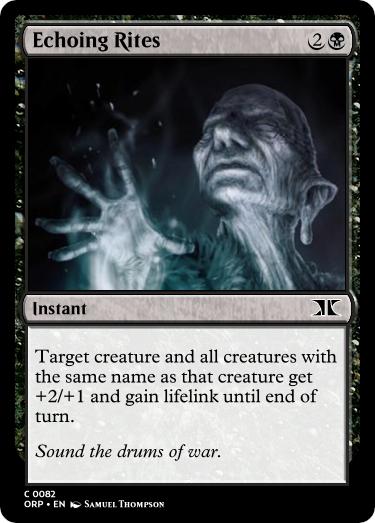 Echoing Rites 2
Instant
Target creature and all creatures with
the same name as that creature get
+2/+1 and gain lifelink until end of
turn.
Sound the drums of war.
C 0082
ORP • EN Samuel Thompson